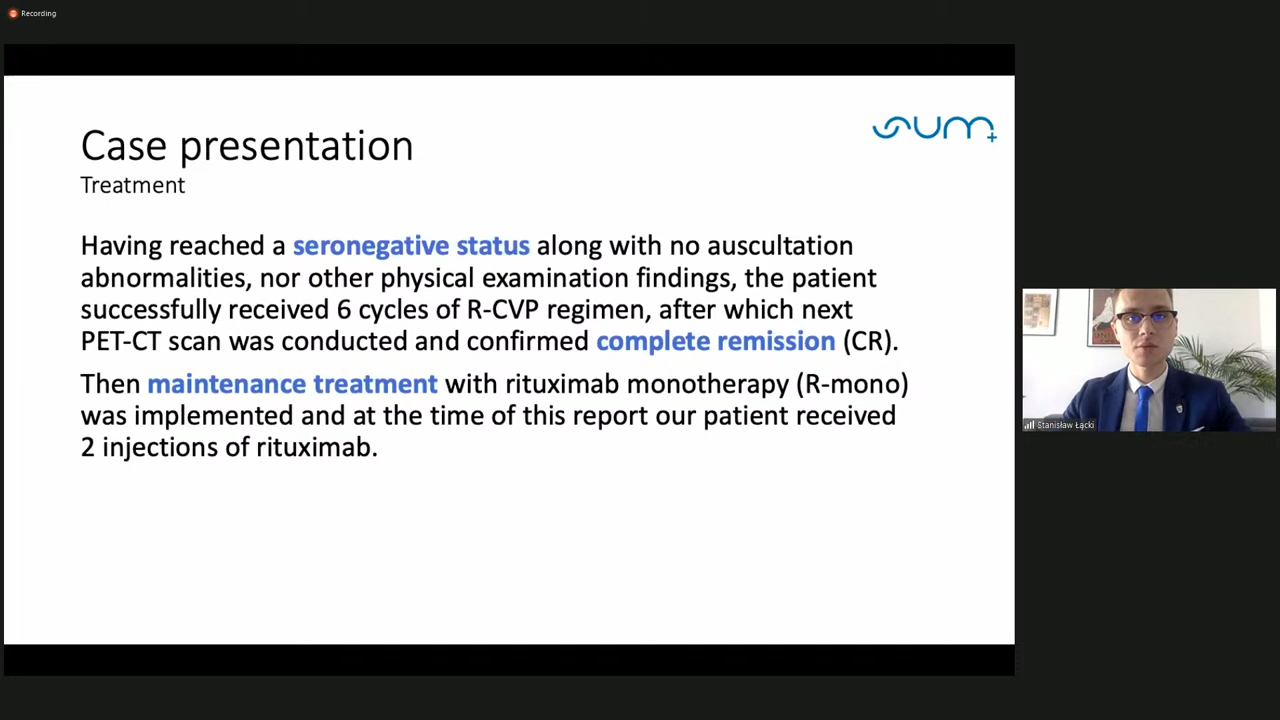 Recording
Case presentation
Treatment
sum+
Having reached a seronegative status along with no auscultation
abnormalities, nor other physical examination findings, the patient
successfully received 6 cycles of R-CVP regimen, after which next
PET-CT scan was conducted and confirmed complete remission (CR).
Then maintenance treatment with rituximab monotherapy (R-mono)
was implemented and at the time of this report our patient received
2 injections of rituximab.
Stanisław Łącki